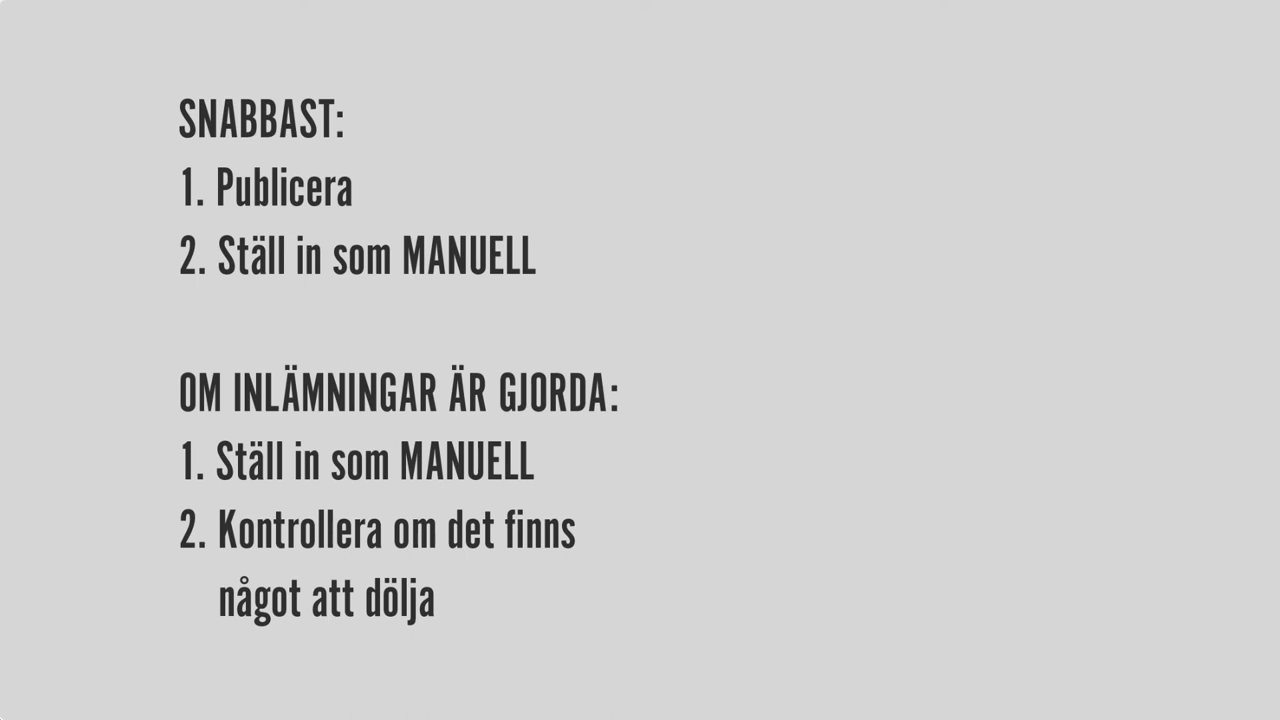 SNABBAST:
1. Publicera
2. Ställ in som MANUELL
OM INLÄMNINGAR ÄR GJORDA:
1. Ställ in som MANUELL
2. Kontrollera om det finns
något att dölja